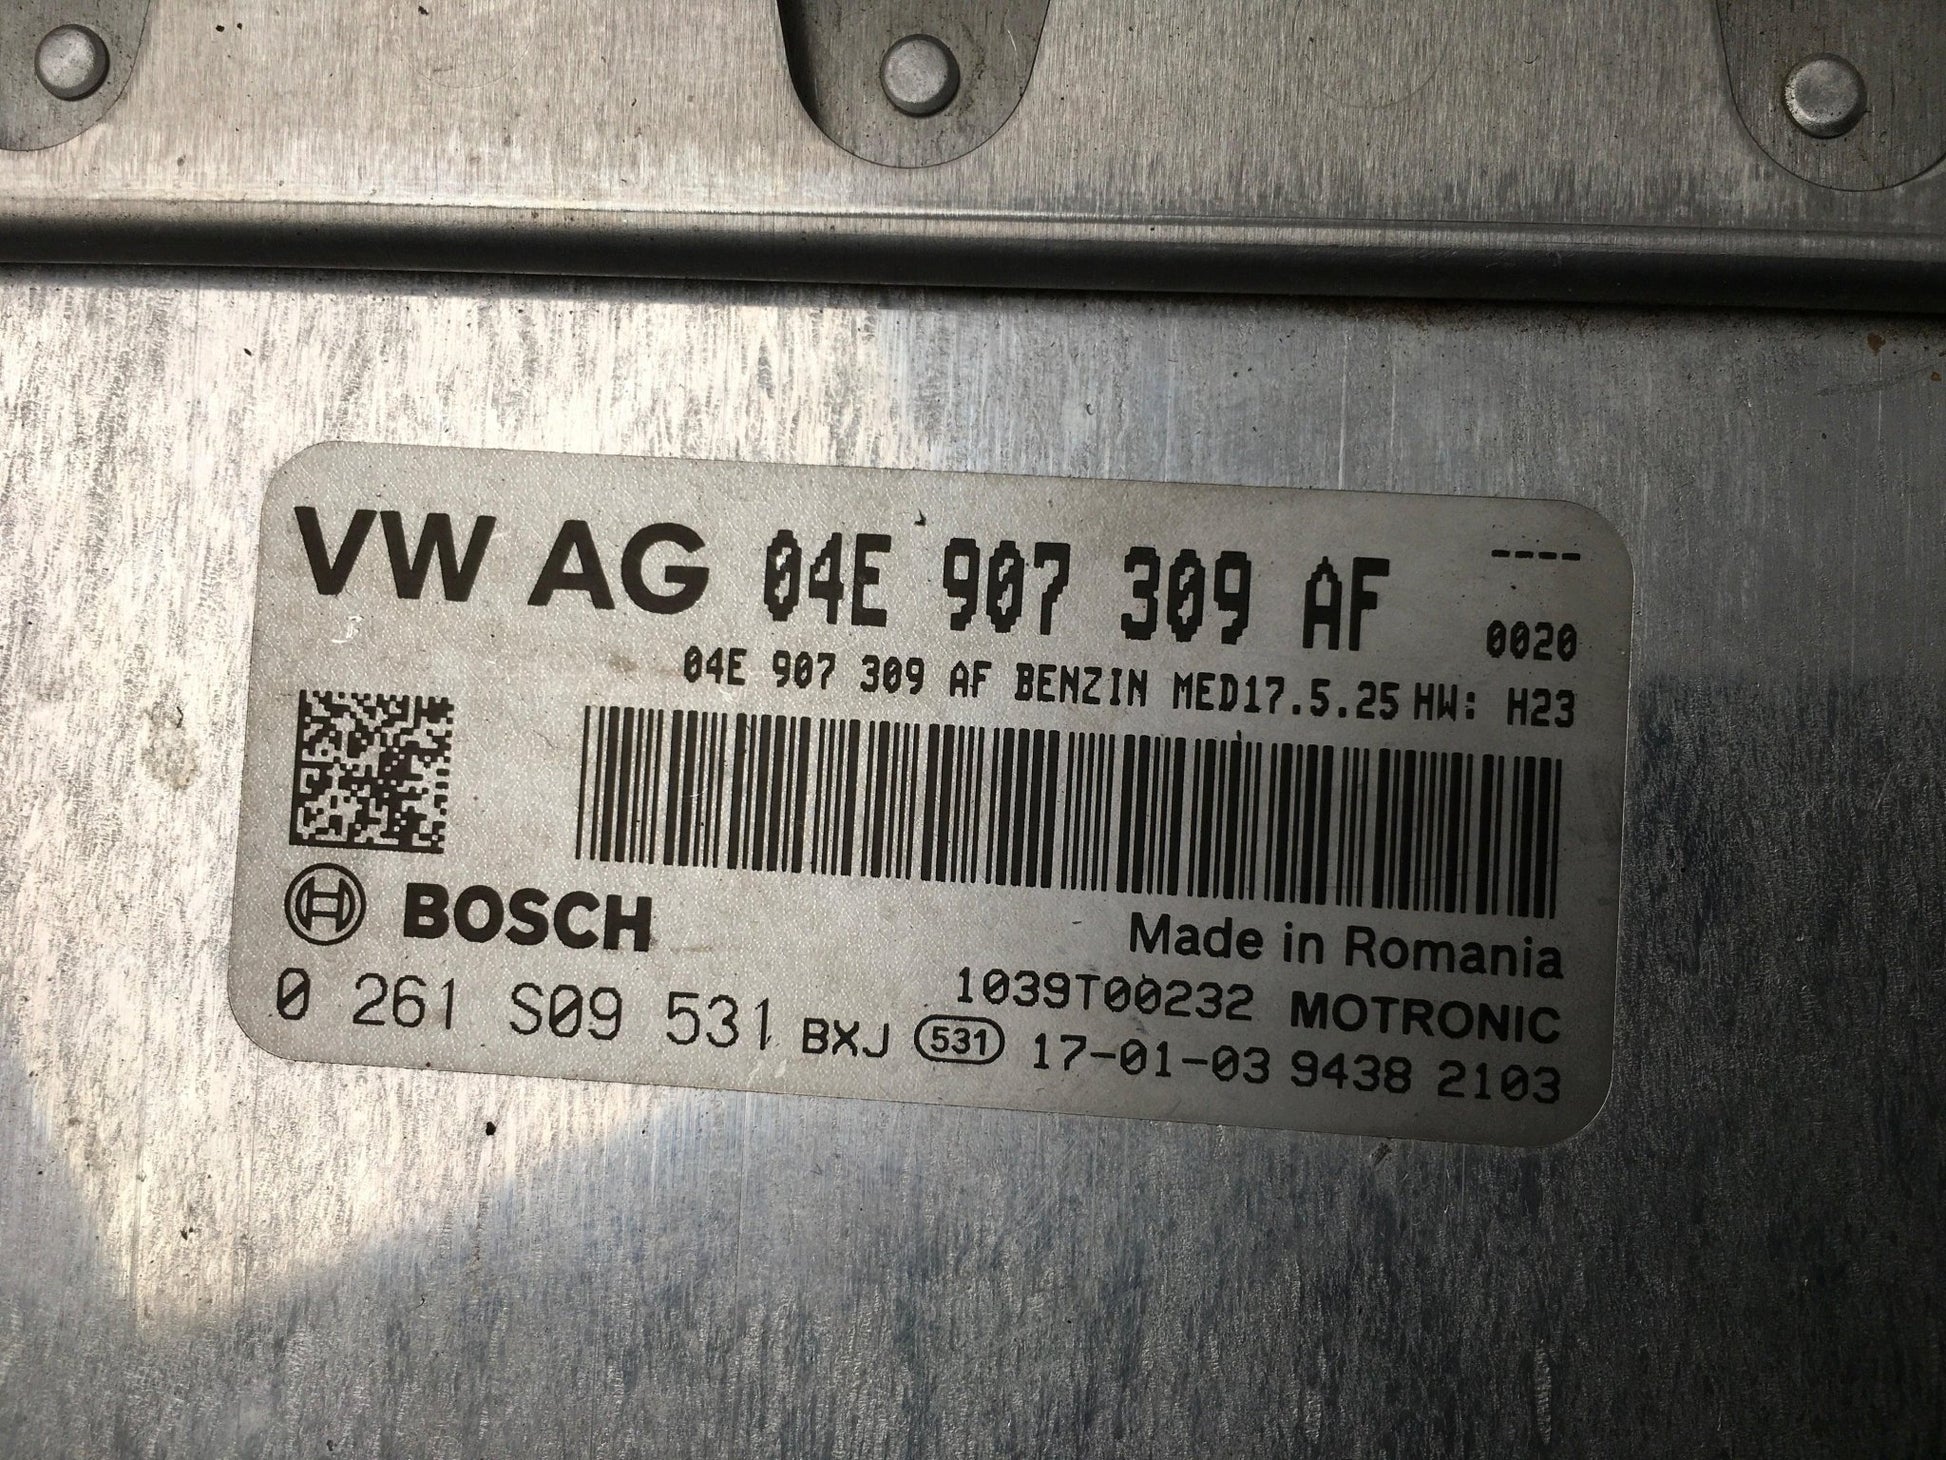 VW AG 04E 907 309 AF ----
0020
04E 907 309 AF BENZIN MED17.5.25 HW: H23
BOSCH
Made in Romania
1039T00232 MOTRONIC
0 261 S09 531 BXJ 531 17-01-03 9438 2103